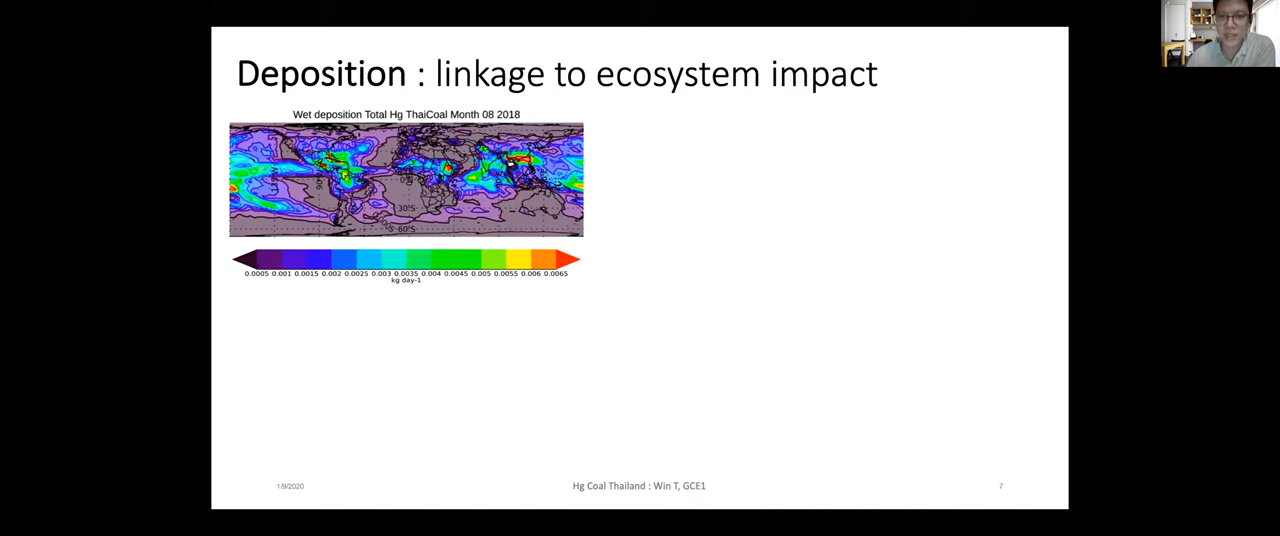 Deposition : linkage to ecosystem impact
Wet deposition Total Hg ThaiCoal Month 08 2018
0°
30°S
60°S
0.0005 0.001 0.0015 0.002 0.0025 0.003 0.0035 0.004 0.0045 0.005 0.0055 0.006 0.0065
kg day-1
1/9/2020
Hg Coal Thailand : Win T, GCE1
7